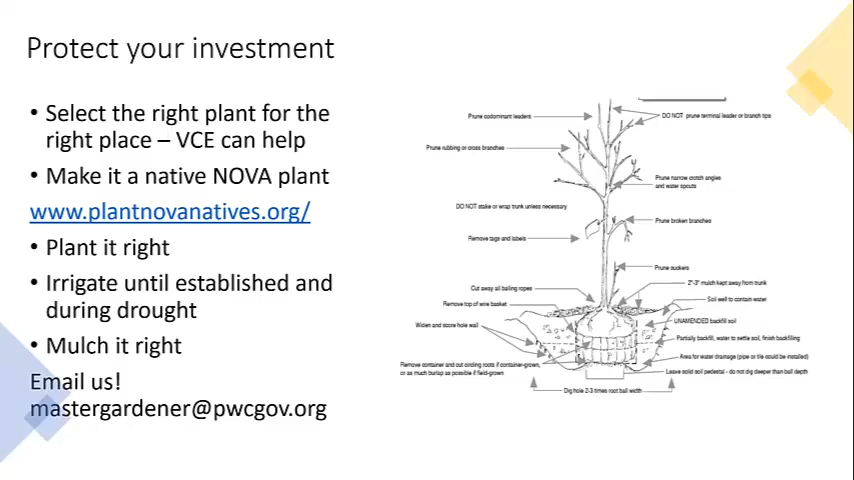 Protect your investment
• Select the right plant for the
right place – VCE can help
• Make it a native NOVA plant
www.plantnovanatives.org/
• Plant it right
• Irrigate until established and
during drought
• Mulch it right
Email us!
mastergardener@pwcgov.org
Prune codominant leaders
DO NOT prune terminal leader or branch tips
Prune rubbing or cross branches
Prune narrow crotch angles
and water spouts
DO NOT stake or wrap trunk unless necessary
Prune broken branches
Remove tags and labels
Prune suckers
Cut away all balling ropes
2"-3" mulch kept away from trunk
Remove top of wire basket
Soil well to contain water
Widen and score hole wall
UNAMENDED backfill soil
Partially backfill, water to settle soil, finish backfilling
Area for water drainage (pipe or tile could be installed)
Remove container and cut circling roots if container-grown,
or as much burlap as possible if field-grown
Leave solid soil pedestal - do not dig deeper than ball depth
Dig hole 2-3 times root ball width